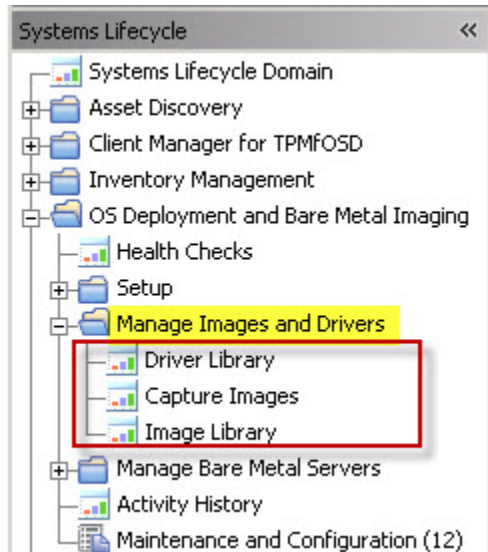 Systems Lifecycle
Systems Lifecycle Domain
Asset Discovery
Client Manager for TPMfOSD
Inventory Management
OS Deployment and Bare Metal Imaging
Health Checks
Setup
Manage Images and Drivers
Driver Library
Capture Images
Image Library
Manage Bare Metal Servers
Activity History
Maintenance and Configuration (12)